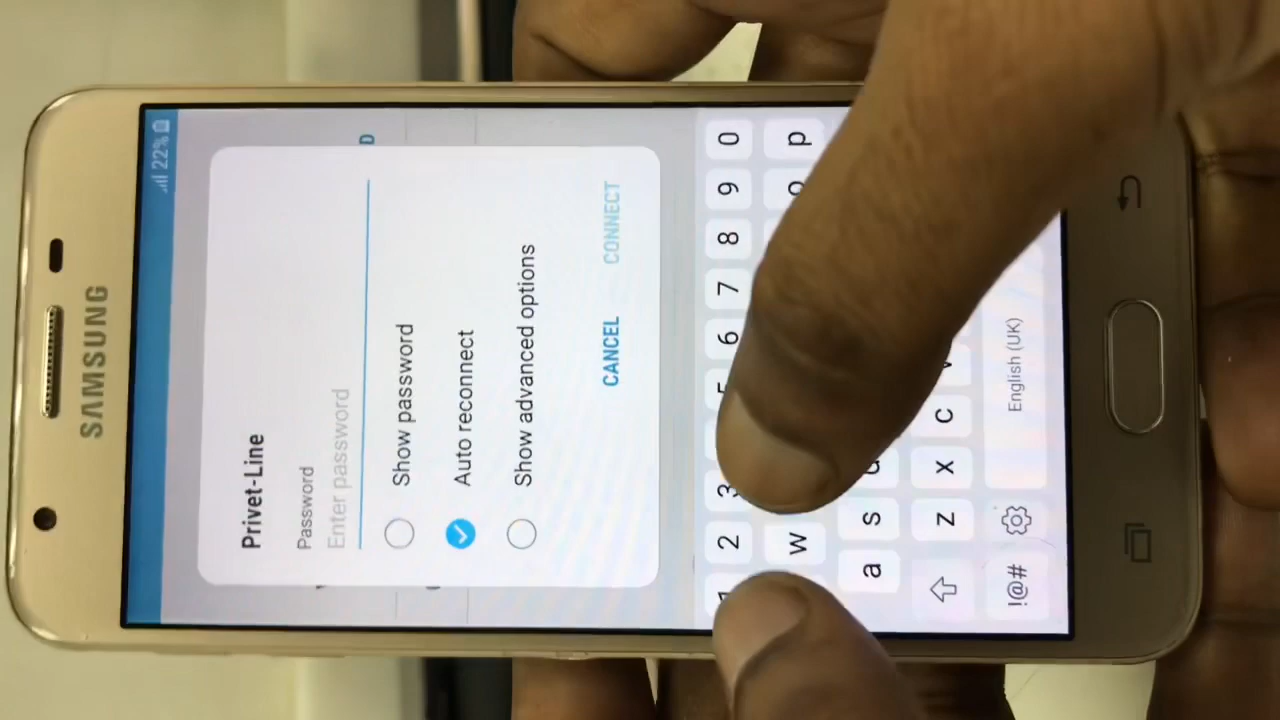 SAMSUNG
22%
D
Privet-Line
Password
Enter password
Show password
Auto reconnect
Show advanced options
CANCEL CONNECT
2 3 6 7 8 9 0
w p
a s
z x c
!@# English (UK)